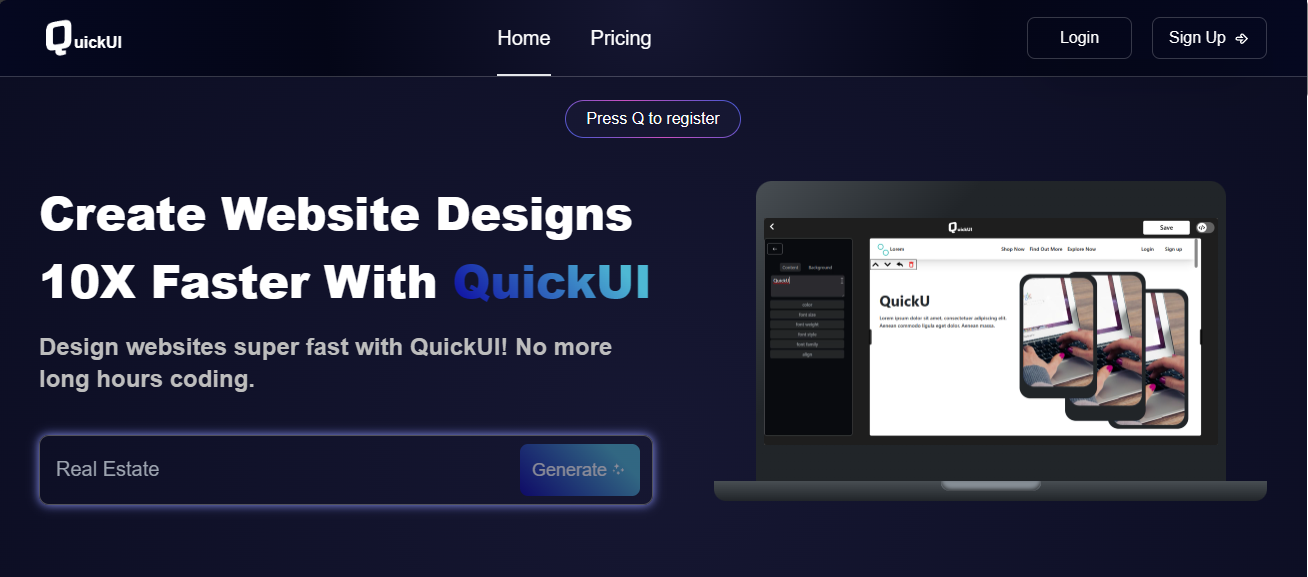 QuickUI
Home
Pricing
Login
Sign Up
Press Q to register
Create Website Designs
10X Faster With QuickUI
Design websites super fast with QuickUI! No more
long hours coding.
Real Estate
Generate
QuickUI
Save
Lorem
Shop Now Find Out More Explore Now
Login Sign up
Content Background
QuickU
color
font size
font weight
font style
font family
align
QuickU
Lorem ipsum dolor sit amet, consectetuer adipiscing elit.
Aenean commodo ligula eget dolor. Aenean massa.